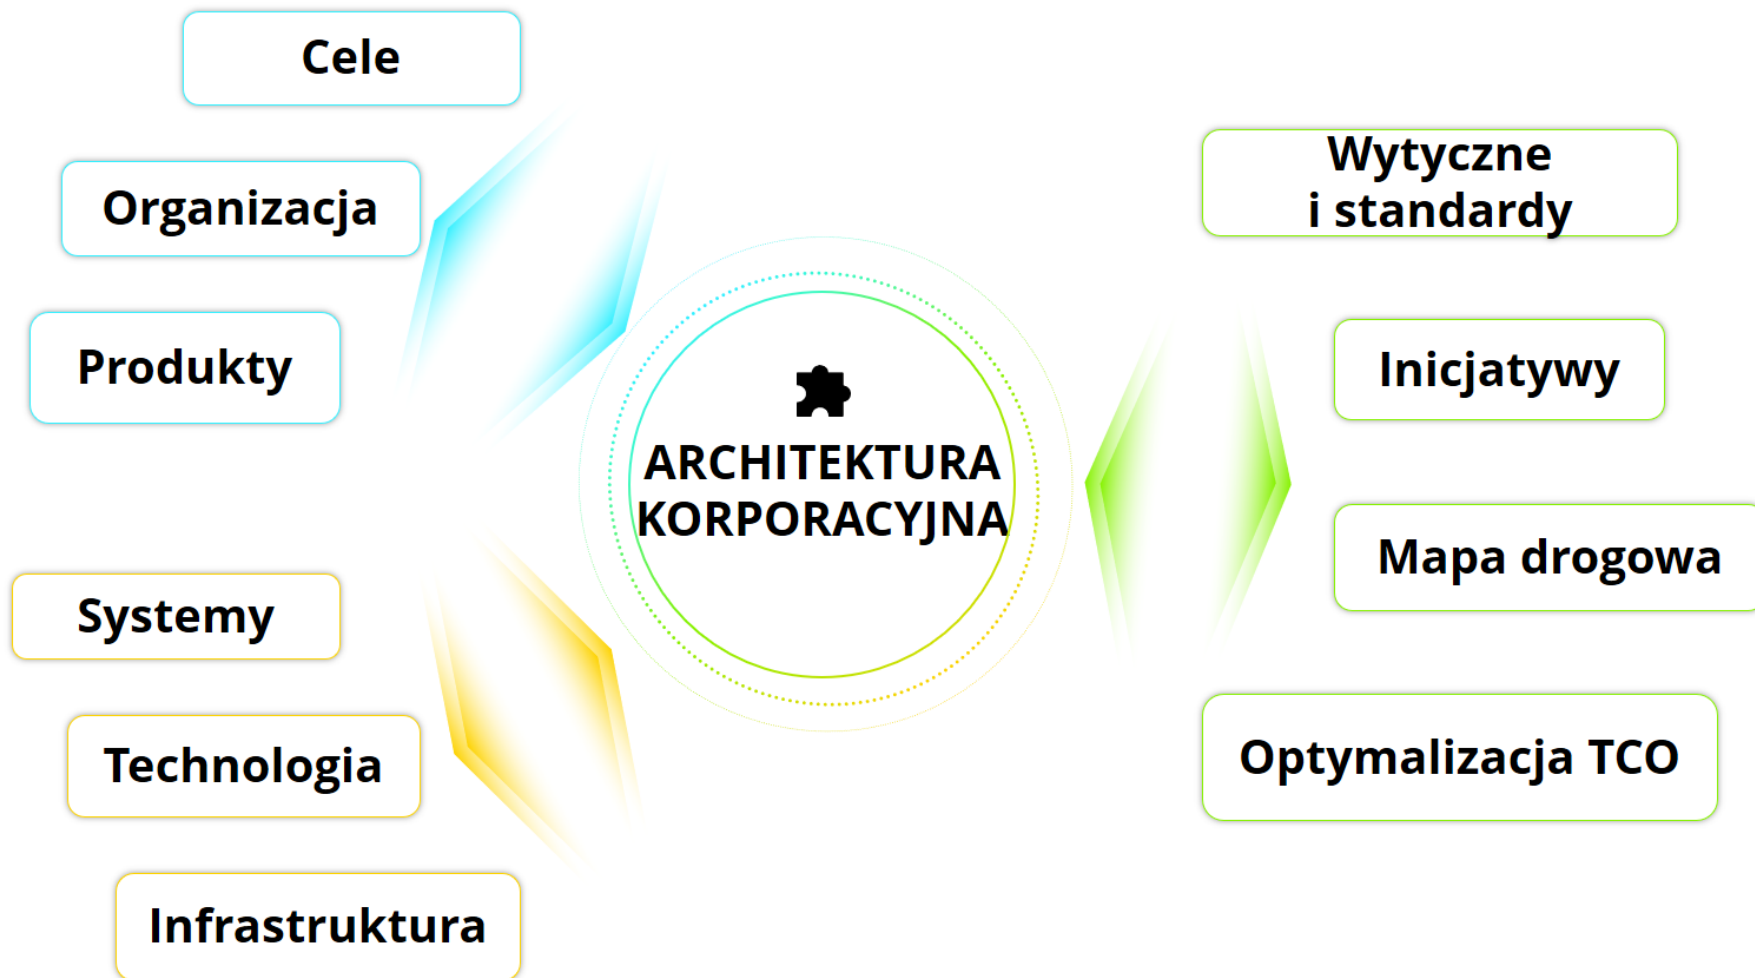 Cele
Organizacja
Produkty
Systemy
Technologia
Infrastruktura
ARCHITEKTURA
KORPORACYJNA
Wytyczne
i standardy
Inicjatywy
Mapa drogowa
Optymalizacja TCO